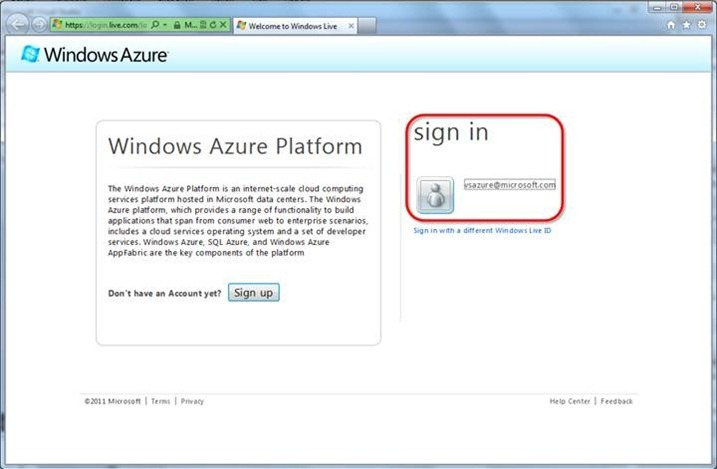 https://login.live.com/lo
M...
Welcome to Windows Live
Windows Azure
Windows Azure Platform
The Windows Azure Platform is an internet-scale cloud computing
services platform hosted in Microsoft data centers. The Windows
Azure platform, which provides a range of functionality to build
applications that span from consumer web to enterprise scenarios,
includes a cloud services operating system and a set of developer
services. Windows Azure, SQL Azure, and Windows Azure
AppFabric are the key components of the platform
Don't have an Account yet? Sign up
sign in
vsazure@microsoft.com
Sign in with a different Windows Live ID
©2011 Microsoft | Terms | Privacy
Help Center | Feedback